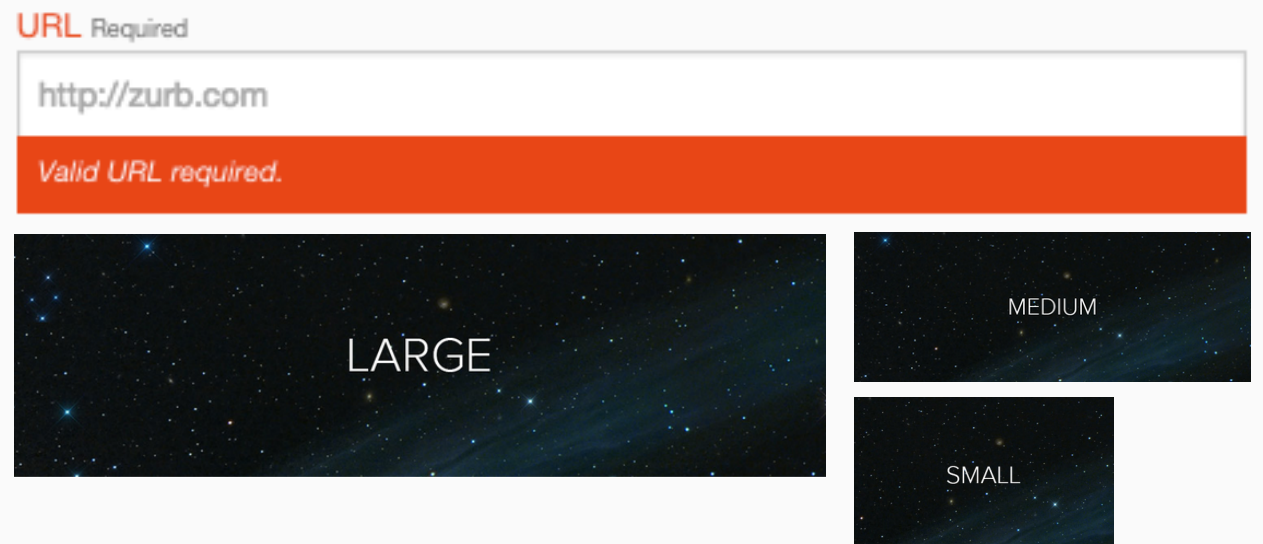 URL Required
http://zurb.com
Valid URL required.
LARGE
MEDIUM
SMALL